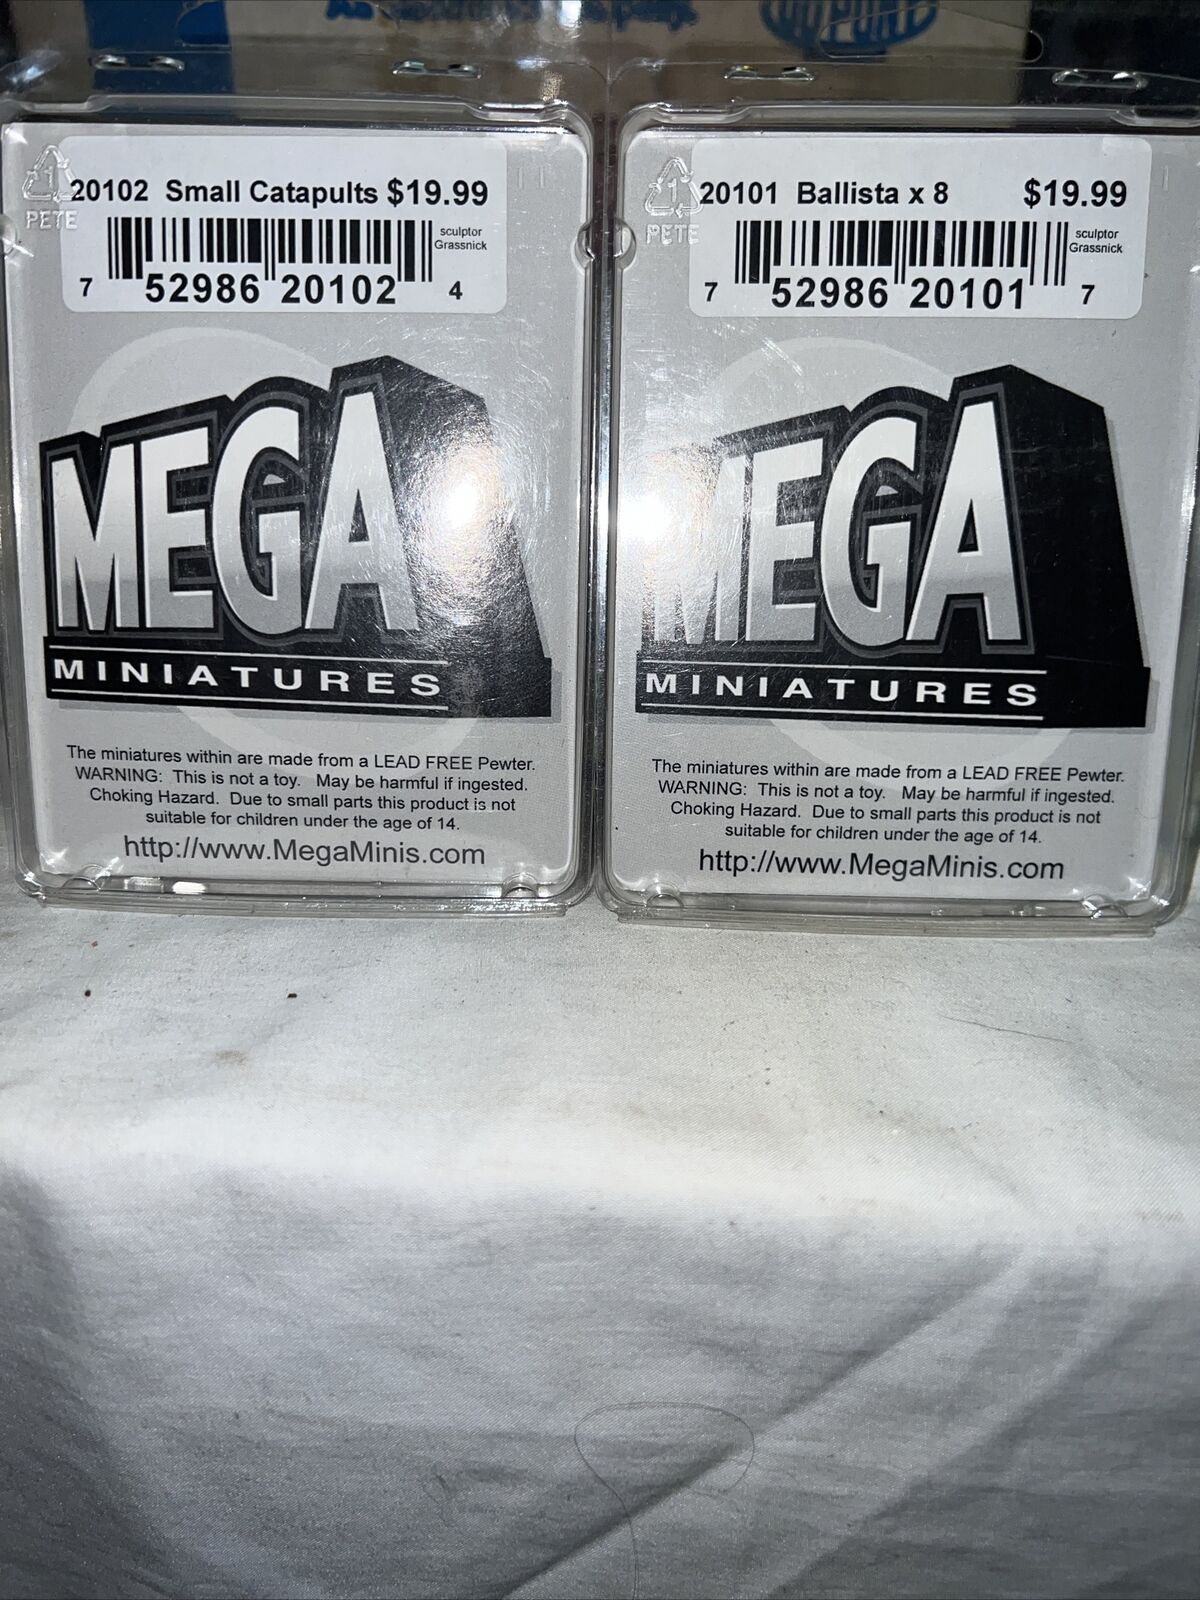 20102 Small Catapults $19.99
1
PETE
sculptor
Grassnick
7 52986 20102 4
MEGA
MINIATURES
The miniatures within are made from a LEAD FREE Pewter.
WARNING: This is not a toy. May be harmful if ingested.
Choking Hazard. Due to small parts this product is not
suitable for children under the age of 14.
http://www.MegaMinis.com
20101 Ballista x 8 $19.99
1
PETE
sculptor
Grassnick
7 52986 20101 7
MEGA
MINIATURES
The miniatures within are made from a LEAD FREE Pewter.
WARNING: This is not a toy. May be harmful if ingested.
Choking Hazard. Due to small parts this product is not
suitable for children under the age of 14.
http://www.MegaMinis.com